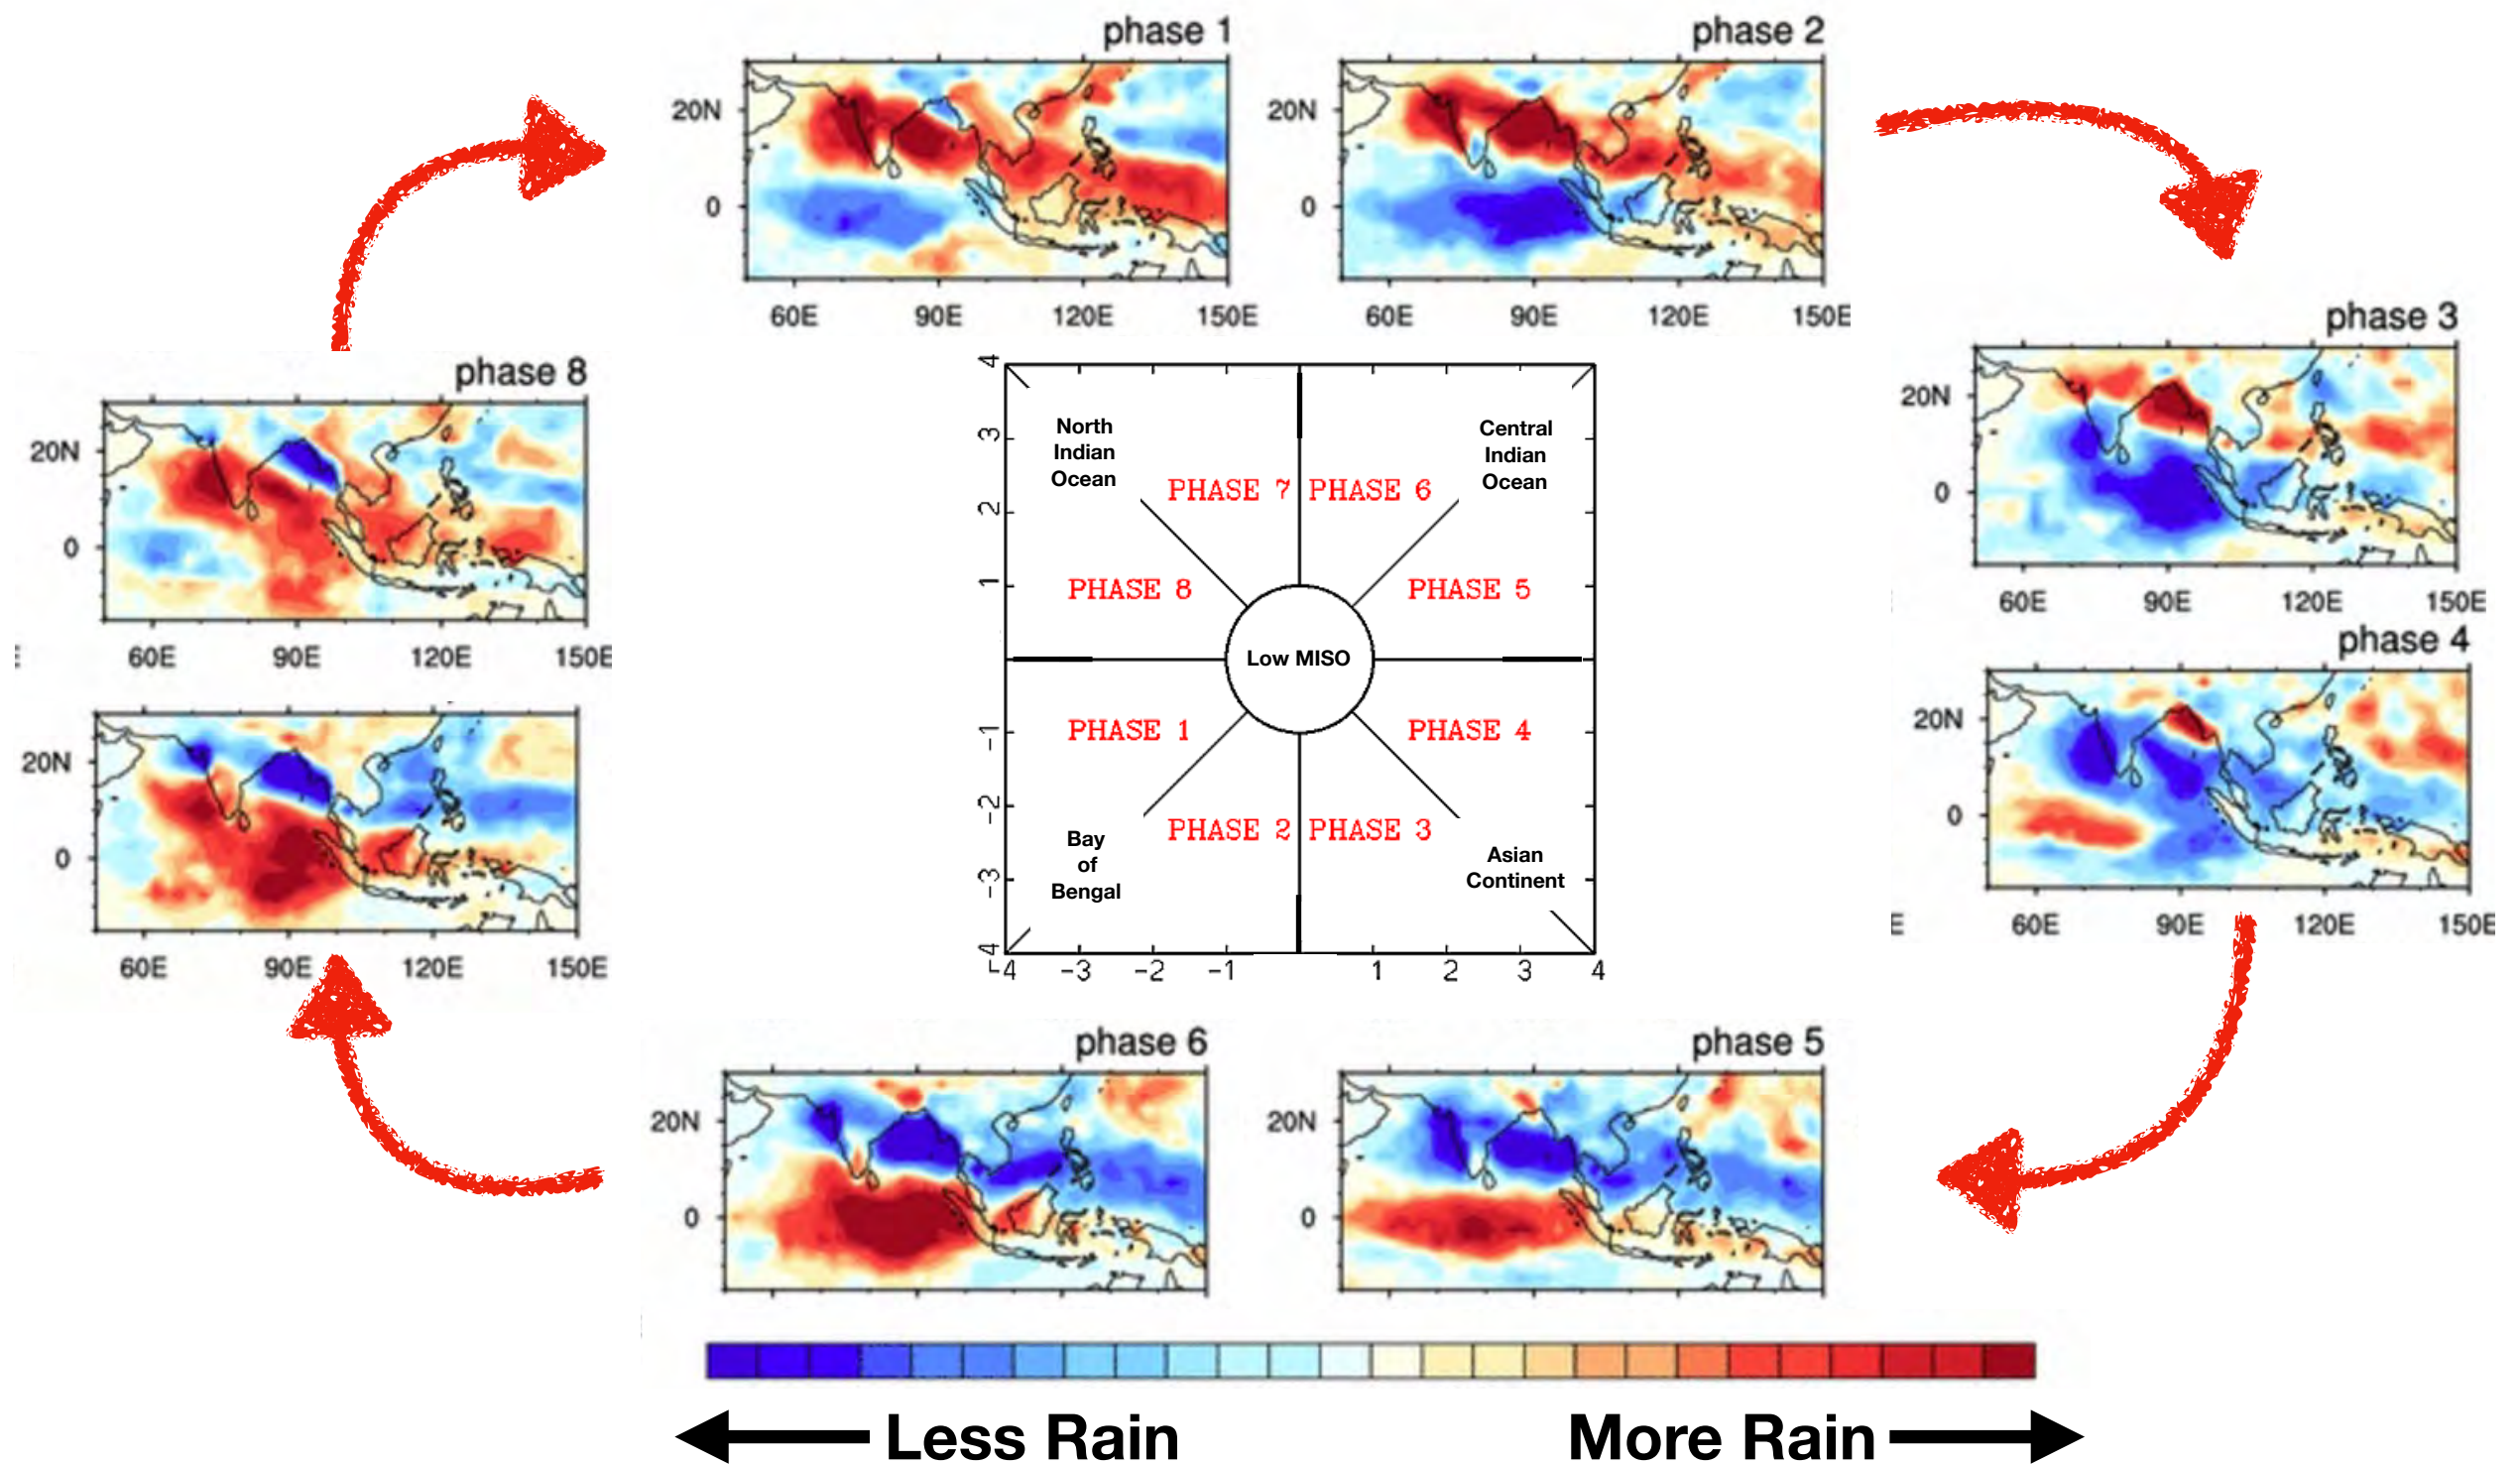 phase 1
20N
0
60E 90E 120E 150E
phase 2
20N
0
60E 90E 120E 150E
phase 3
20N
0
60E 90E 120E 150E
phase 8
20N
0
60E 90E 120E 150E
E
phase 4
20N
0
60E 90E 120E 150E
E
20N
0
60E 90E 120E 150E
4
3
2
1
-1
-2
-3
4
-4 -3 -2 -1 1 2 3 4
North
Indian
Ocean
Central
Indian
Ocean
PHASE 7
PHASE 6
PHASE 8
PHASE 5
Low MISO
PHASE 1
PHASE 4
PHASE 2
PHASE 3
Bay
of
Bengal
Asian
Continent
phase 6
20N
0
phase 5
20N
0
Less Rain
More Rain